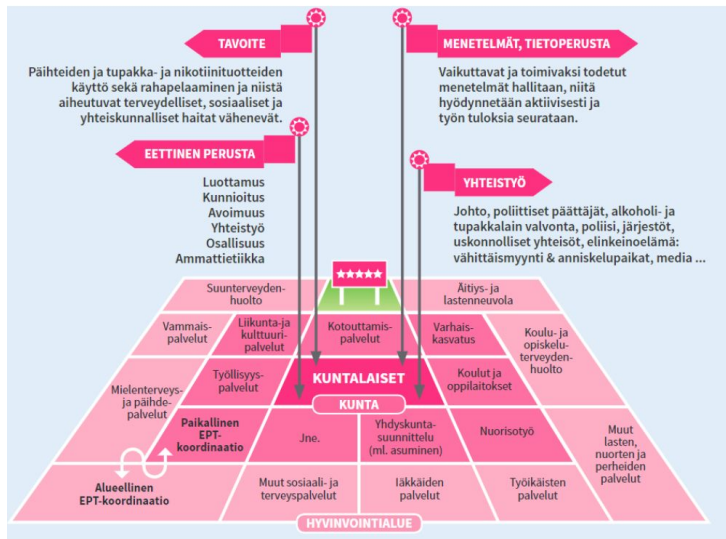 TAVOITE
Päihteiden ja tupakka- ja nikotiinituotteiden
käyttö sekä rahapelaaminen ja niistä
aiheutuvat terveydelliset, sosiaaliset ja
yhteiskunnalliset haitat vähenevät.
MENETELMÄT, TIETOPERUSTA
Vaikuttavat ja toimivaksi todetut
menetelmät hallitaan, niitä
hyödynnetään aktiivisesti ja
työn tuloksia seurataan.
EETTINEN PERUSTA
Luottamus
Kunnioitus
Avoimuus
Yhteistyö
Osallisuus
Ammattietiikka
YHTEISTYÖ
Johto, poliittiset päättäjät, alkoholi- ja
tupakkalain valvonta, poliisi, järjestöt,
uskonnolliset yhteisöt, elinkeinoelämä:
vähittäismyynti & anniskelupaikat, media ...
Suunterveyden-
huolto
Äitiys- ja
lastenneuvola
Vammais-
palvelut
Liikunta-ja
kulttuuri-
palvelut
Kotouttamis-
palvelut
Varhais-
kasvatus
Koulu- ja
opiskelu-
terveyden-
huolto
Mielenterveys-
ja päihde-
palvelut
Työllisyys-
palvelut
KUNTALAISET
Koulut ja
oppilaitokset
KUNTA
Paikallinen
EPT-
koordinaatio
Jne.
Yhdyskunta-
suunnittelu
(ml. asuminen)
Nuorisotyö
Muut
lasten,
nuorten ja
perheiden
palvelut
Alueellinen
EPT-koordinaatio
Muut sosiaali- ja
terveyspalvelut
Iäkkäiden
palvelut
Työikäisten
palvelut
HYVINVOINTIALUE